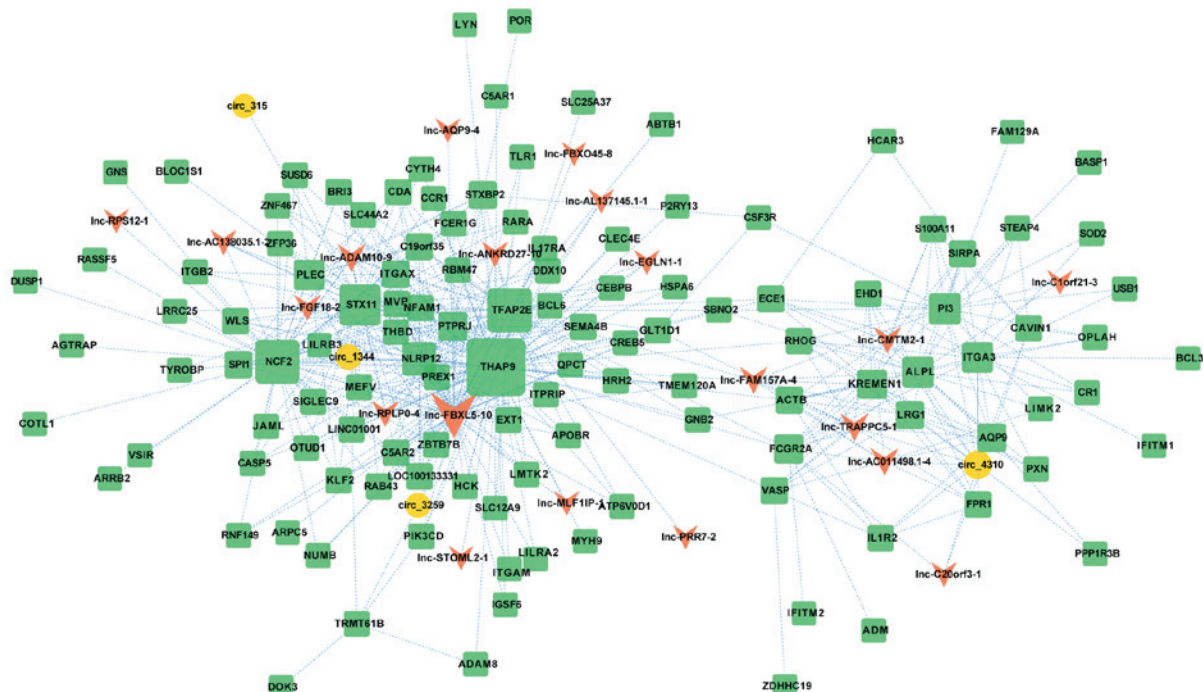 LYN
POR
circ_315
C5AR1
SLC25A37
lnc-AQP9-4
ABTB1
HCAR3
FAM129A
GNS
BLOC1S1
SUSD6
CYTH4
TLR1
lnc-FBXO45-8
BASP1
BRI3
CDA
CCR1
STXBP2
lnc-AL137145.1-1
P2RY13
CSF3R
ZNF467
SLC44A2
FCER1G
RARA
S100A11
STEAP4
lnc-RPS12-1
lnc-AC138035.1-2
ZFP36
C19orf35
IL17RA
CLEC4E
SIRPA
SOD2
RASSF5
ITGB2
PLEC
lnc-ADAM10-9
ITGAX
RBM47
lnc-ANKRD27-10
DDX10
lnc-EGLN1-1
DUSP1
lnc-C1orf21-3
USB1
LRRC25
WLS
lnc-FGF18-2
STX11
MVP
NFAM1
TFAP2E
BCL6
CEBPB
HSPA6
SBNO2
ECE1
EHD1
PI3
CAVIN1
OPLAH
AGTRAP
TYROBP
SPI1
NCF2
LILRB3
THBD
PTPRJ
SEMA4B
CREB5
GLT1D1
RHOG
lnc-CMTM2-1
ITGA3
BCL3
circ_1344
NLRP12
THAP9
QPCT
HRH2
TMEM120A
lnc-FAM157A-4
KREMEN1
ALPL
CR1
MEFV
PREX1
ITPRIP
ACTB
LIMK2
SIGLEC9
lnc-RPLP0-4
lnc-FBXL5-10
EXT1
GNB2
LRG1
COTL1
JAML
LINC01001
APOBR
lnc-TRAPPC5-1
AQP9
IFITM1
VSIR
OTUD1
C5AR2
ZBTB7B
FCGR2A
ARRB2
CASP5
KLF2
LOC100133331
LMTK2
lnc-AC011498.1-4
circ_4310
PXN
RAB43
HCK
VASP
circ_3259
SLC12A9
lnc-MLF1IP-1
ATP6V0D1
FPR1
RNF149
ARPC5
NUMB
PIK3CD
MYH9
lnc-PRR7-2
IL1R2
lnc-STOML2-1
LILRA2
PPP1R3B
ITGAM
lnc-C20orf3-1
IGSF6
IFITM2
TRMT61B
ADM
ADAM8
DOK3
ZDHHC19